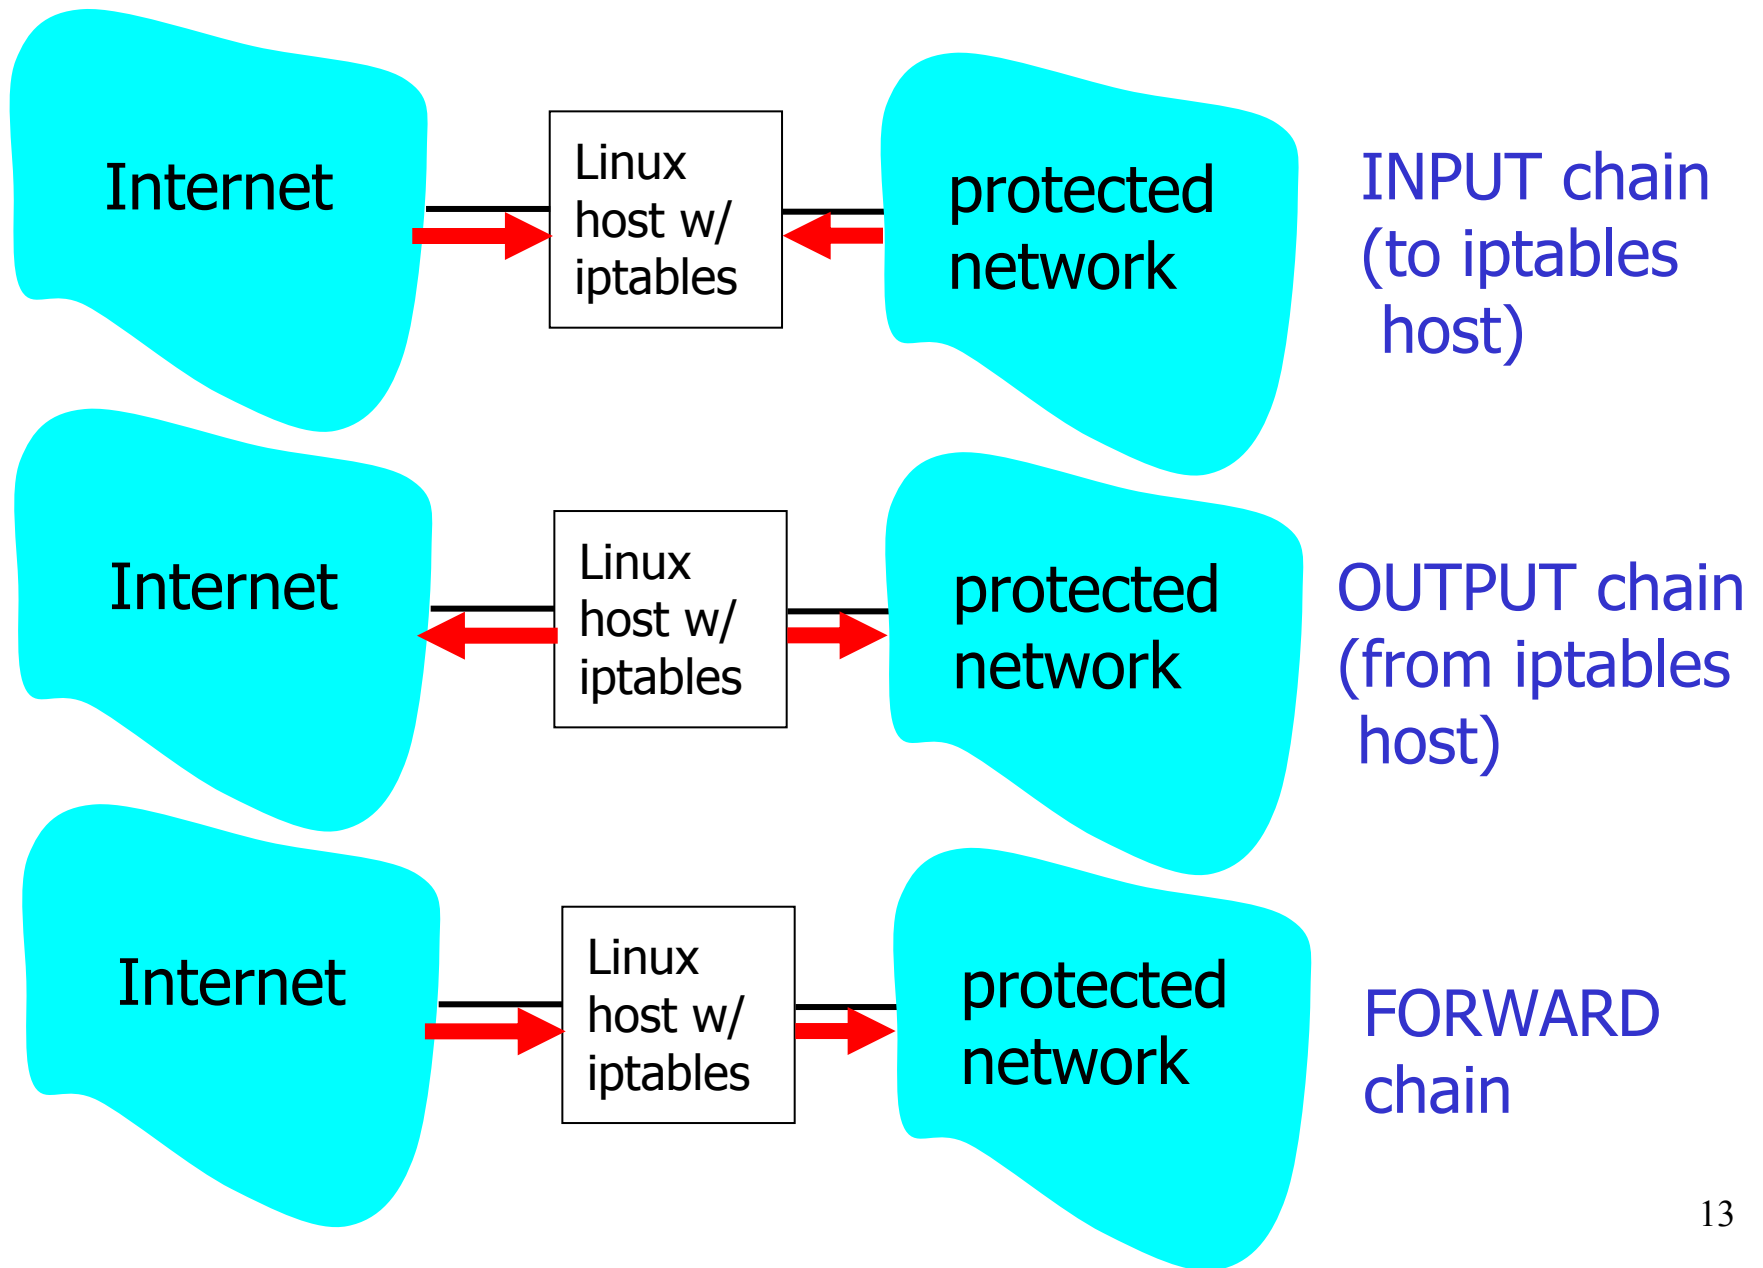 Internet
Linux
host w/
iptables
protected
network
INPUT chain
(to iptables
host)
Internet
Linux
host w/
iptables
protected
network
OUTPUT chain
(from iptables
host)
Internet
Linux
host w/
iptables
protected
network
FORWARD
chain
13